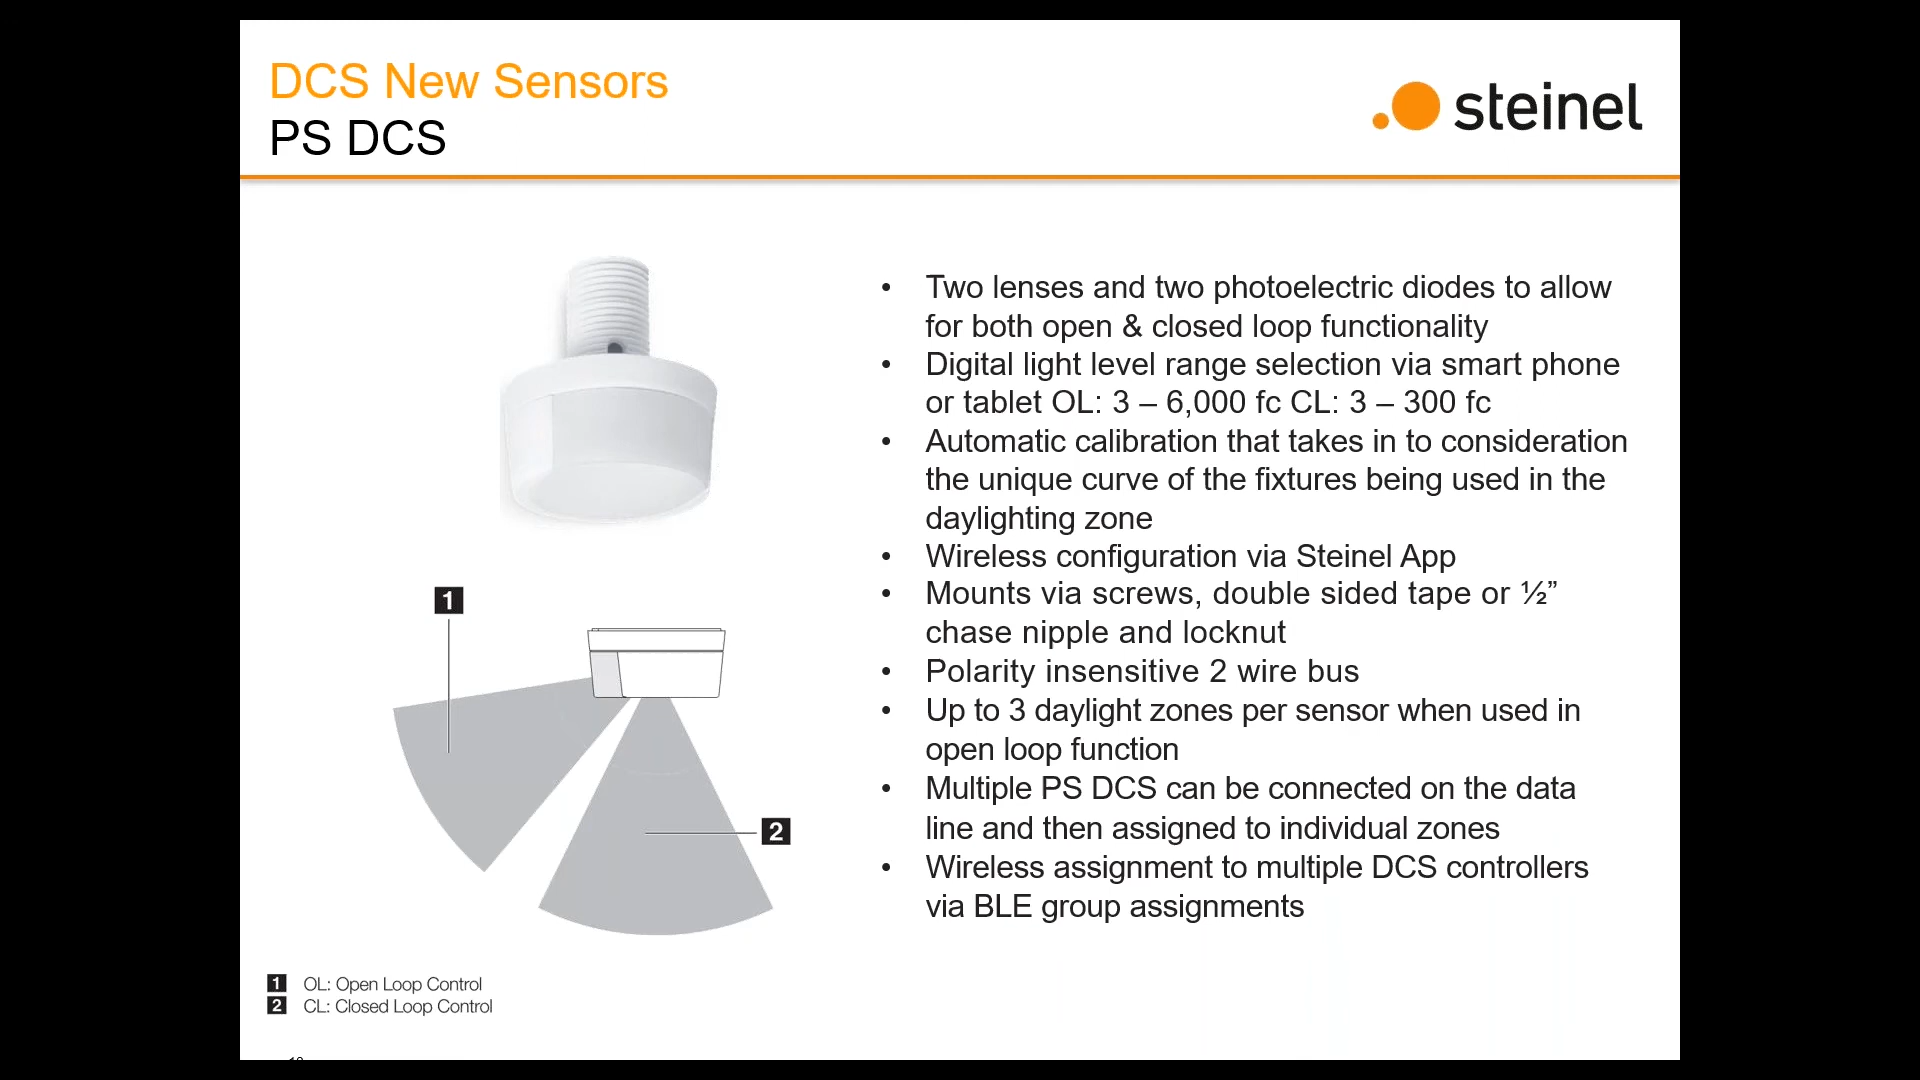 DCS New Sensors
PS DCS
steinel
• Two lenses and two photoelectric diodes to allow
for both open & closed loop functionality
• Digital light level range selection via smart phone
or tablet OL: 3 – 6,000 fc CL: 3 – 300 fc
• Automatic calibration that takes in to consideration
the unique curve of the fixtures being used in the
daylighting zone
• Wireless configuration via Steinel App
• Mounts via screws, double sided tape or ½”
chase nipple and locknut
• Polarity insensitive 2 wire bus
• Up to 3 daylight zones per sensor when used in
open loop function
• Multiple PS DCS can be connected on the data
line and then assigned to individual zones
• Wireless assignment to multiple DCS controllers
via BLE group assignments
1
2
1 OL: Open Loop Control
2 CL: Closed Loop Control